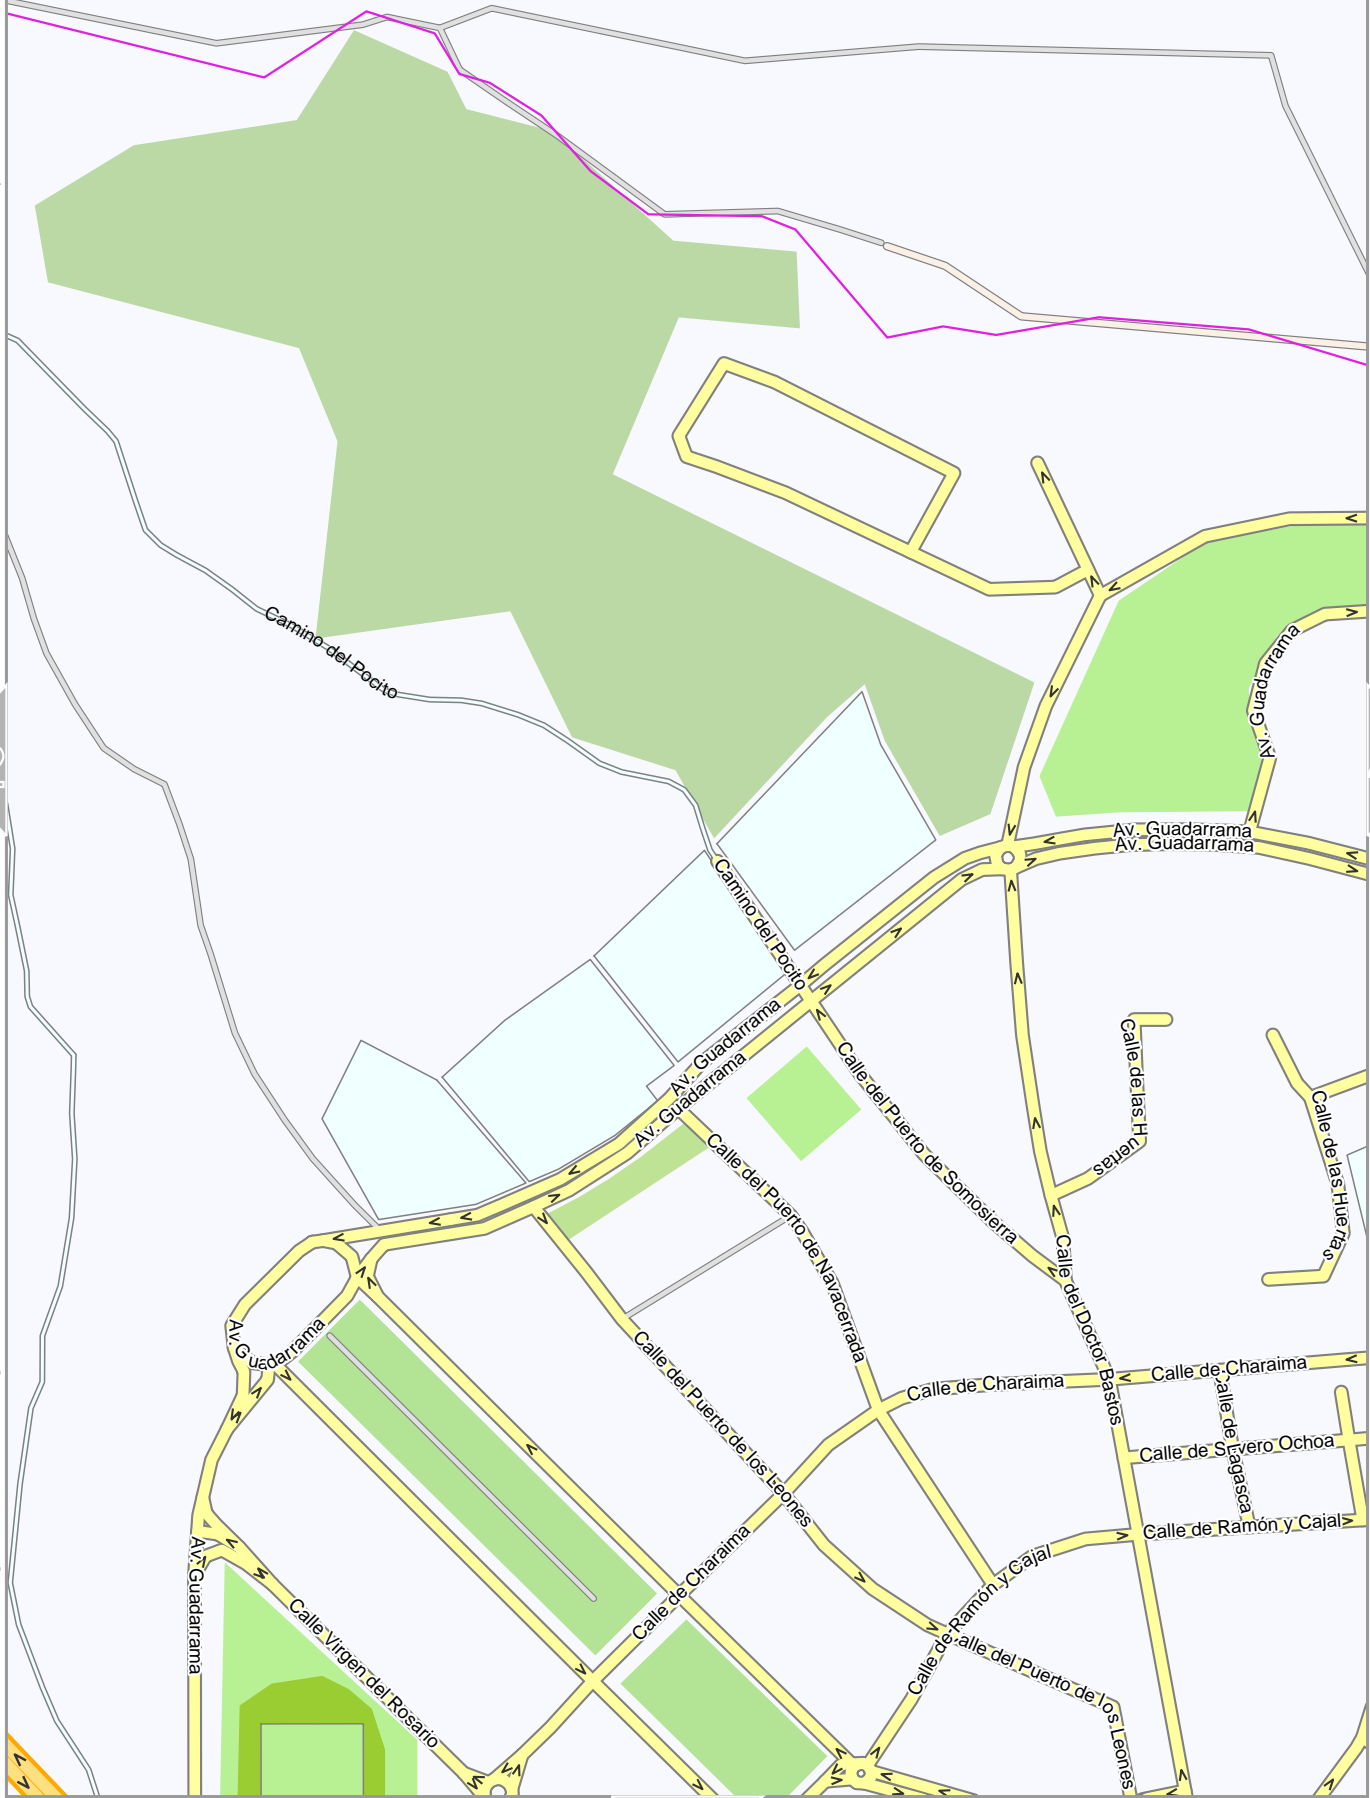 Camino del Pocito
Av. Guadarrama
Av. Guadarrama
Av. Guadarrama
Camino del Pocito
Av. Guadarrama
Av. Guadarrama
Calle del Puerto de Somosierra
Calle de las Huertas
Calle de las Huertas
Calle del Puerto de Navacerrada
Calle del Doctor Bastos
Av. Guadarrama
Calle del Puerto de los Leones
Calle de Charaima
Calle de Charaima
Calle de Severo Ochoa
Calle de Lagasca
Calle de Ramón y Cajal
Calle de Charaima
Calle de Ramón y Cajal
Av. Guadarrama
Calle Virgen del Rosario
Calle del Puerto de los Leones